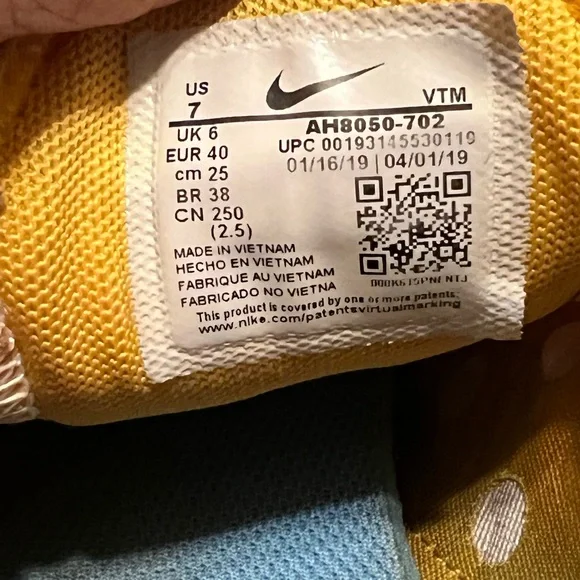 US
7
VTM
UK 6
EUR 40
cm 25
BR 38
CN 250
(2.5)
AH8050-702
UPC 00193145530119
01/16/19 | 04/01/19
MADE IN VIETNAM
HECHO EN VIETNAM
FABRIQUE AU VIETNAM
FABRICADO NO VIETNA
This product is covered by one or more patents;
www.nike.com/patentsvirtualmarking